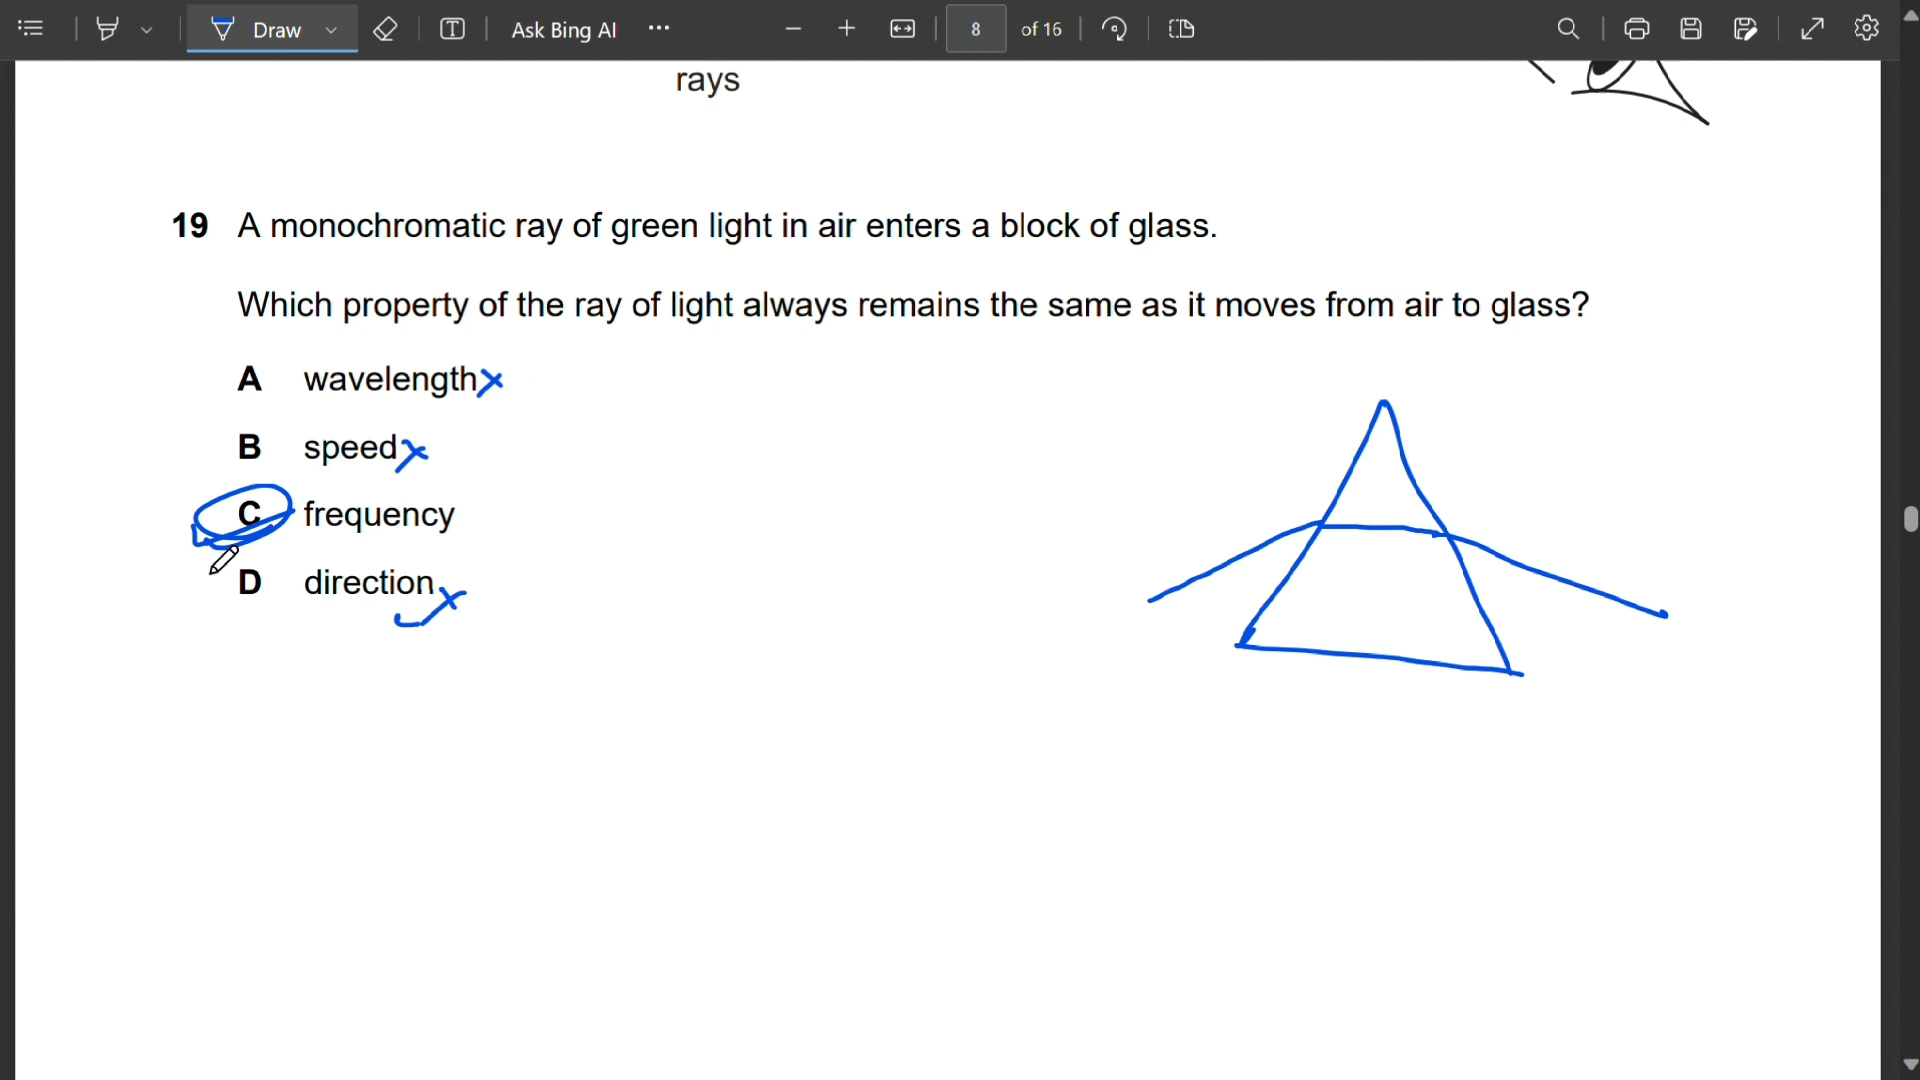 Draw
Ask Bing AI
8
of 16
rays
19 A monochromatic ray of green light in air enters a block of glass.
Which property of the ray of light always remains the same as it moves from air to glass?
A wavelength
B speed
C frequency
D direction